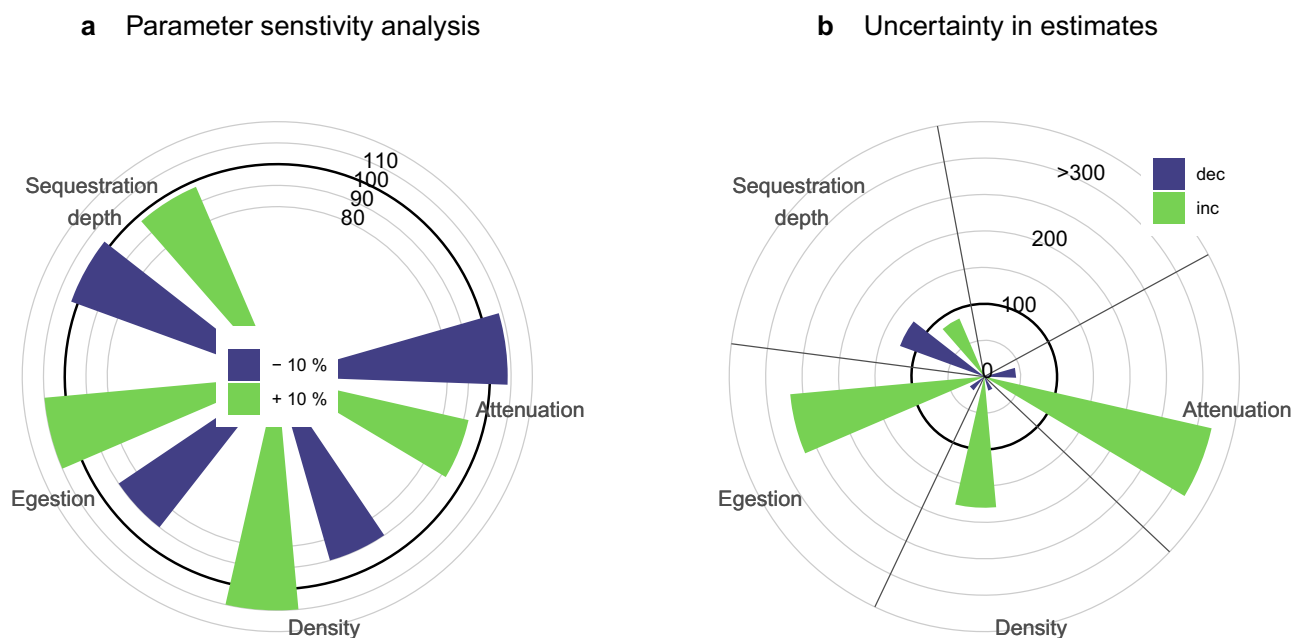 a Parameter senstivity analysis
110
100
90
80
Sequestration
depth
− 10 %
+ 10 %
Attenuation
Egestion
Density
b Uncertainty in estimates
>300
200
100
0
dec
inc
Sequestration
depth
Attenuation
Egestion
Density